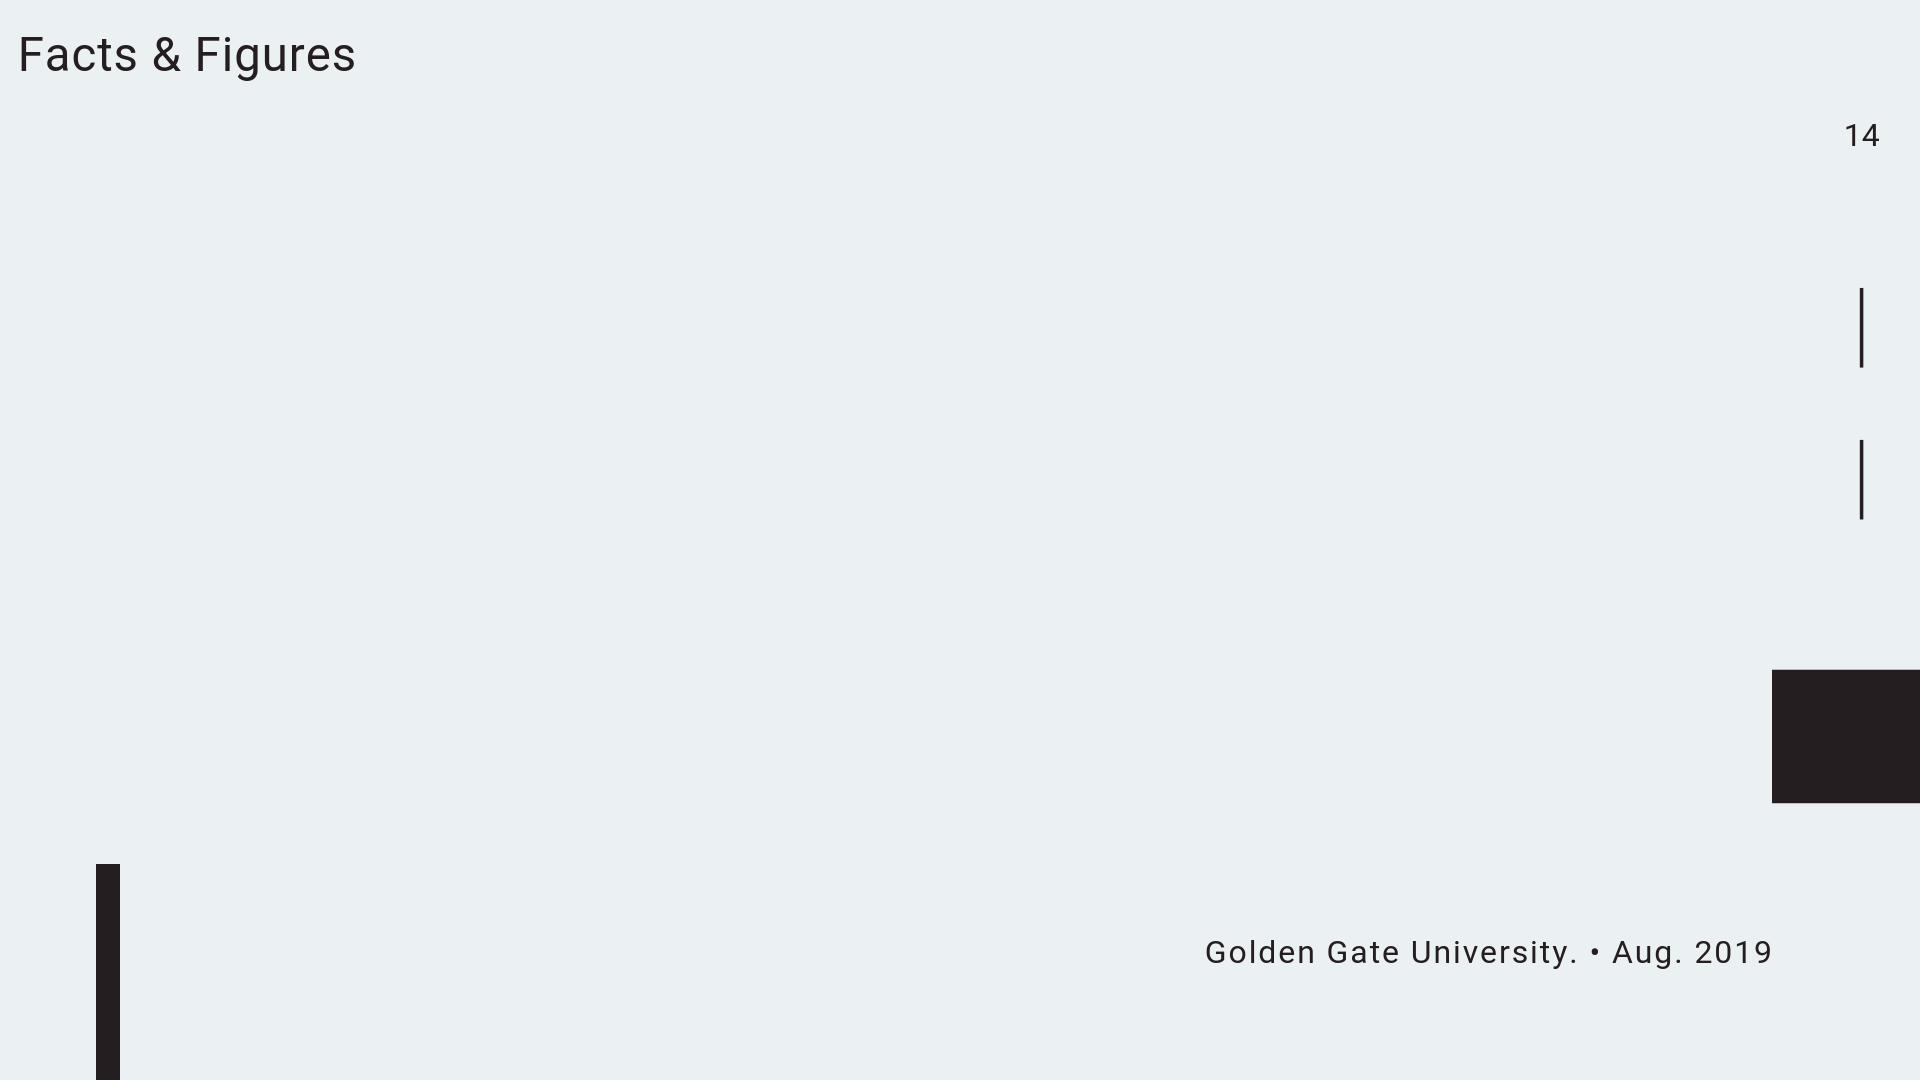 Facts & Figures
14
Golden Gate University. • Aug. 2019